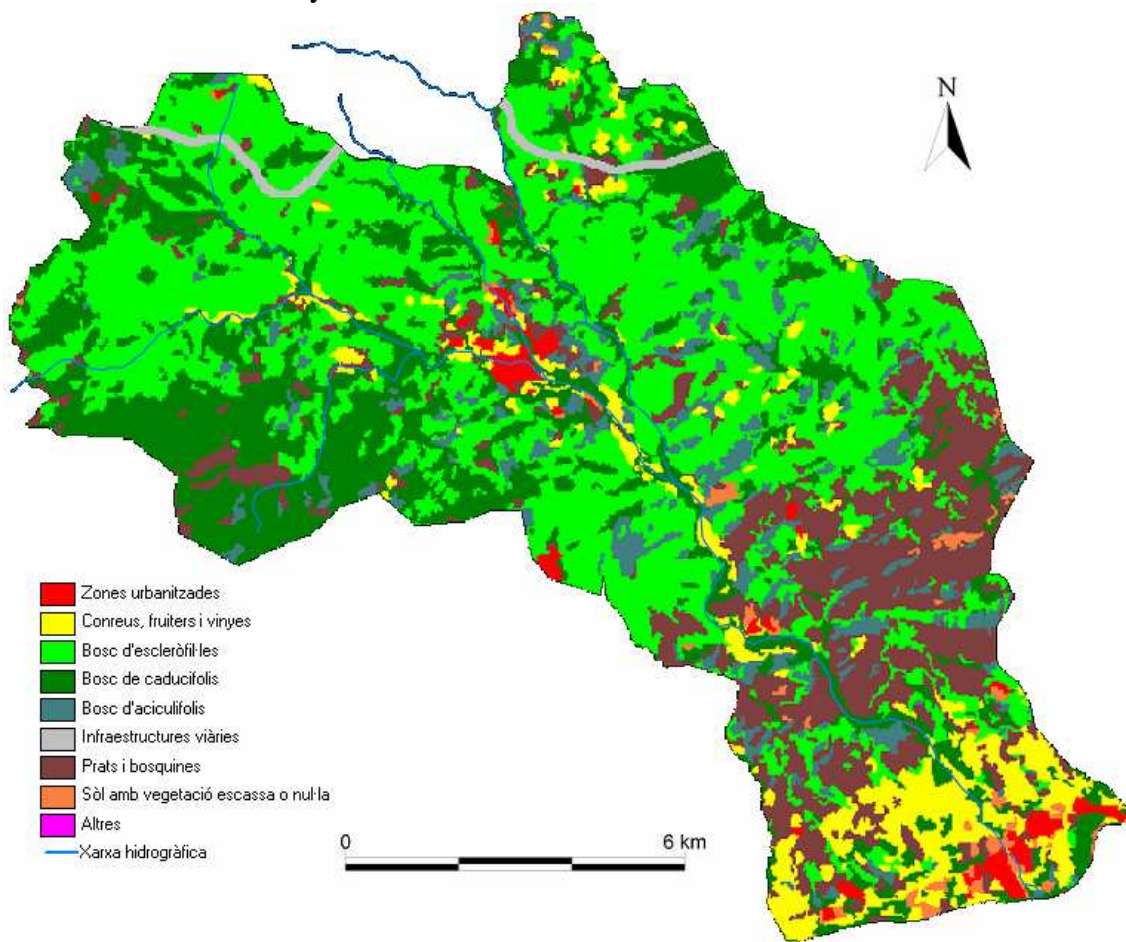 N
Zones urbanitzades
Conreus, fruiters i vinyes
Bosc d'escleròfil·les
Bosc de caducifolis
Bosc d'aciculifolis
Infraestructures viàries
Prats i bosquines
Sòl amb vegetació escassa o nul·la
Altres
Xarxa hidrogràfica
0 6 km